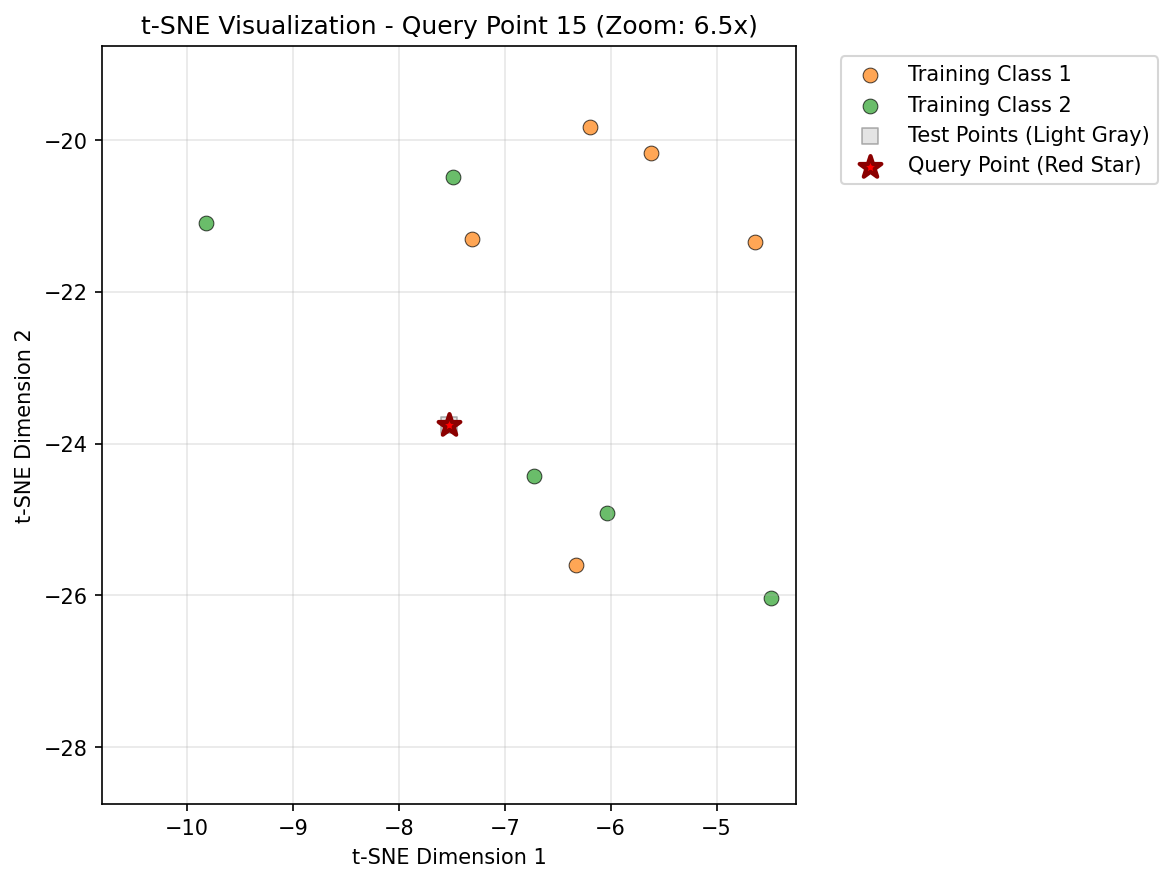 t-SNE Visualization - Query Point 15 (Zoom: 6.5x)
Training Class 1
Training Class 2
Test Points (Light Gray)
Query Point (Red Star)
t-SNE Dimension 2
−20
−22
−24
−26
−28
−10
−9
−8
−7
−6
−5
t-SNE Dimension 1